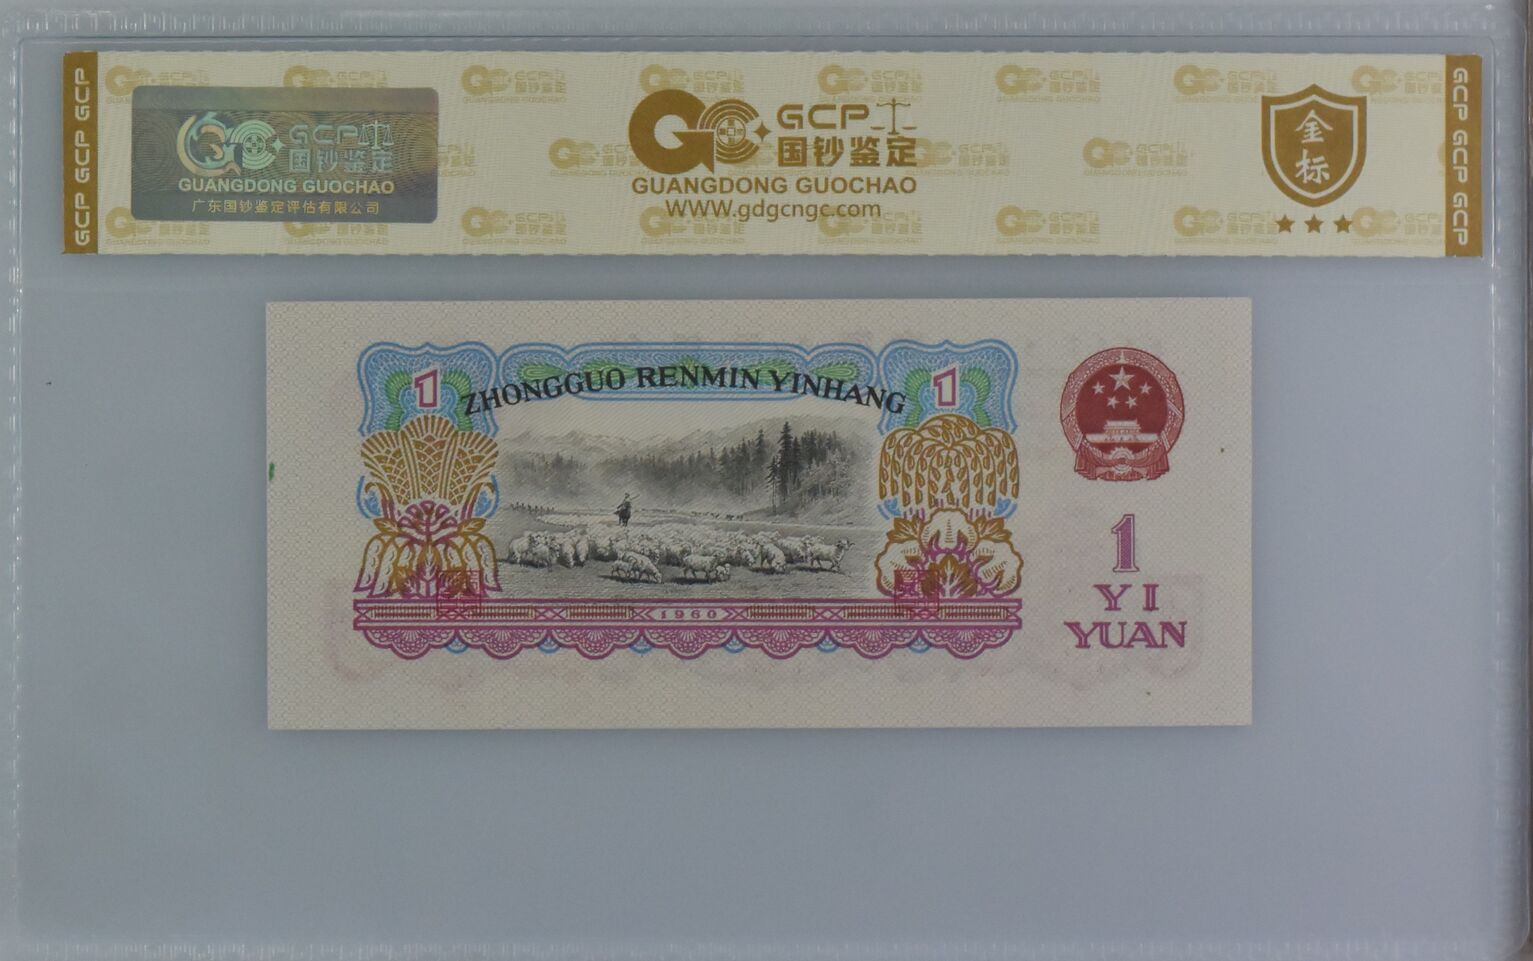 GCP GCP GCP
GCP 国钞鉴定
GUANGDONG GUOCHAO
广东国钞鉴定评估有限公司
GCP
国钞鉴定
GUANGDONG GUOCHAO
WWW.gdgcngc.com
金标
GCP GCP GCP
1
ZHONGGUO RENMIN YINHANG
1
1960
1
YI
YUAN